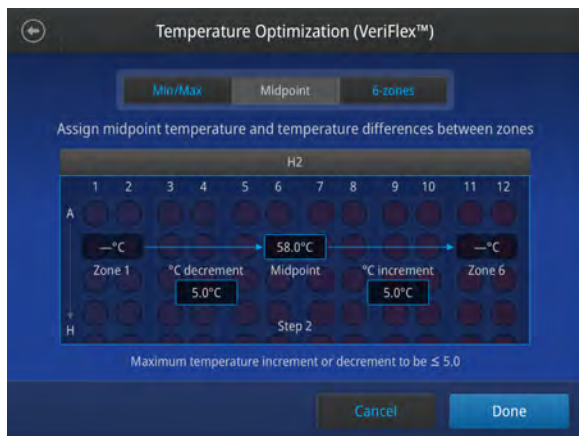 Temperature Optimization (VeriFlex™)
Min/Max Midpoint 6-zones
Assign midpoint temperature and temperature differences between zones
H2
1 2 3 4 5 6 7 8 9 10 11 12
A
—°C 58.0°C —°C
Zone 1 °C decrement Midpoint °C increment Zone 6
5.0°C 5.0°C
H Step 2
Maximum temperature increment or decrement to be ≤ 5.0
Cancel Done